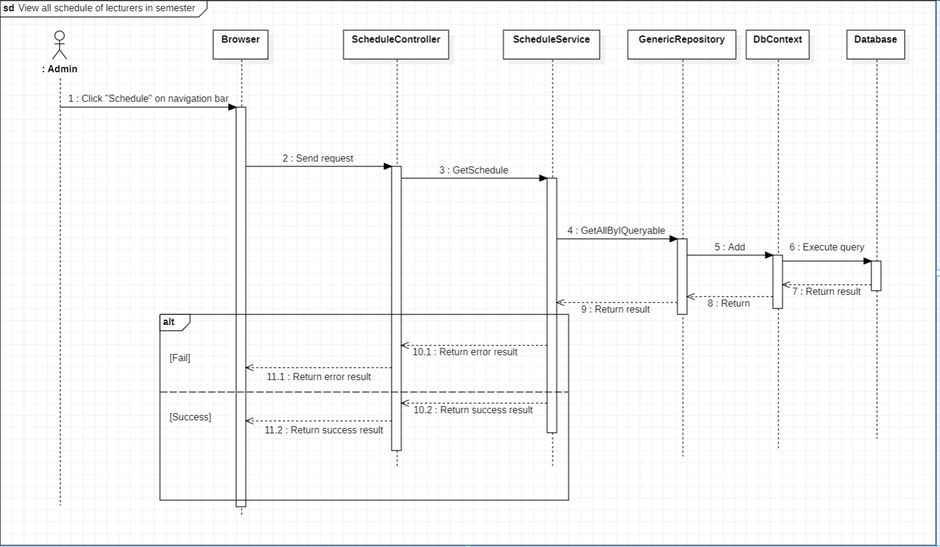 sd View all schedule of lecturers in semester
: Admin
Browser
ScheduleController
ScheduleService
GenericRepository
DbContext
Database
1 : Click "Schedule" on navigation bar
2 : Send request
3 : GetSchedule
4 : GetAllByIQueryable
5 : Add
6 : Execute query
7 : Return result
8 : Return
9 : Return result
alt
[Fail]
10.1 : Return error result
11.1 : Return error result
[Success]
10.2 : Return success result
11.2 : Return success result